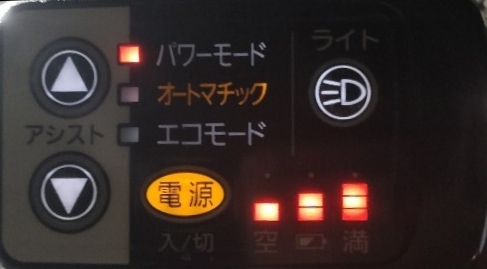 パワーモード
ライト
オートマチック
アシスト
エコモード
電源
入/切
空
満